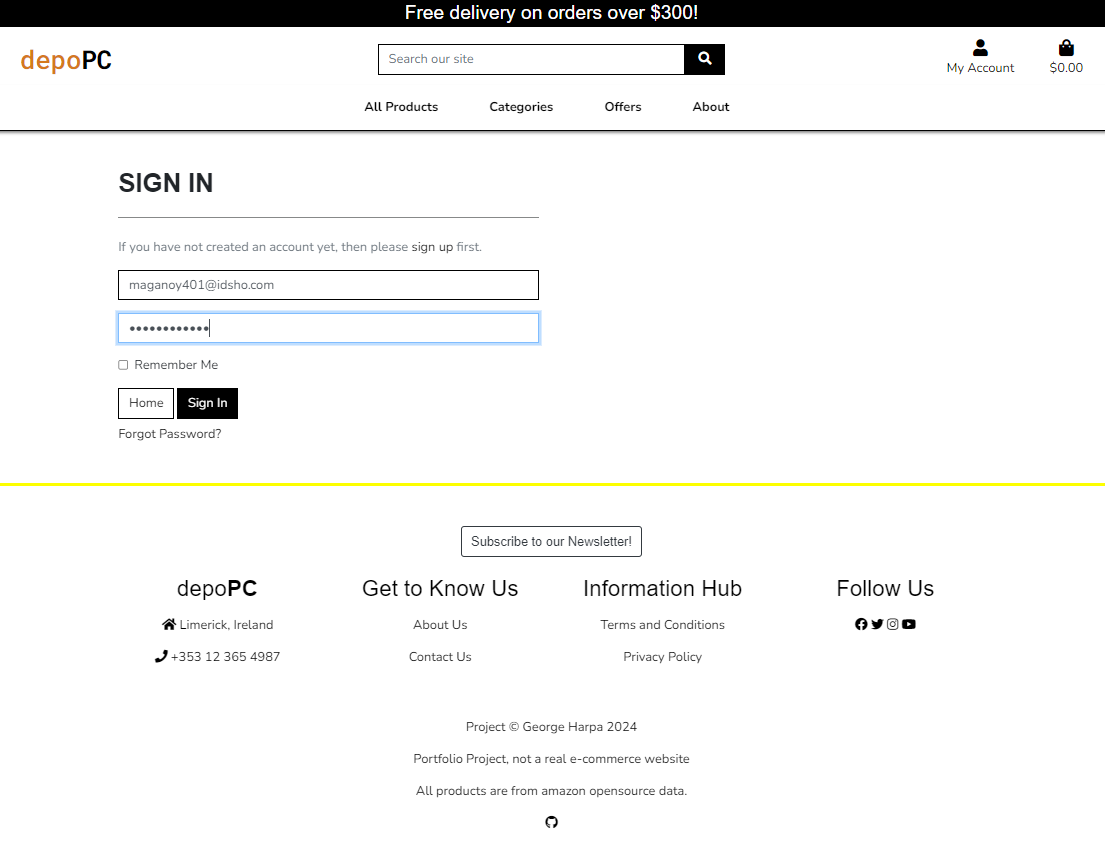 Free delivery on orders over $300!
depoPC
Search our site
My Account
$0.00
All Products Categories Offers About
SIGN IN
If you have not created an account yet, then please sign up first.
maganoy401@idsho.com
••••••••••••
Remember Me
Home Sign In
Forgot Password?
Subscribe to our Newsletter!
depoPC Get to Know Us Information Hub Follow Us
Limerick, Ireland About Us Terms and Conditions
+353 12 365 4987 Contact Us Privacy Policy
Project © George Harpa 2024
Portfolio Project, not a real e-commerce website
All products are from amazon opensource data.